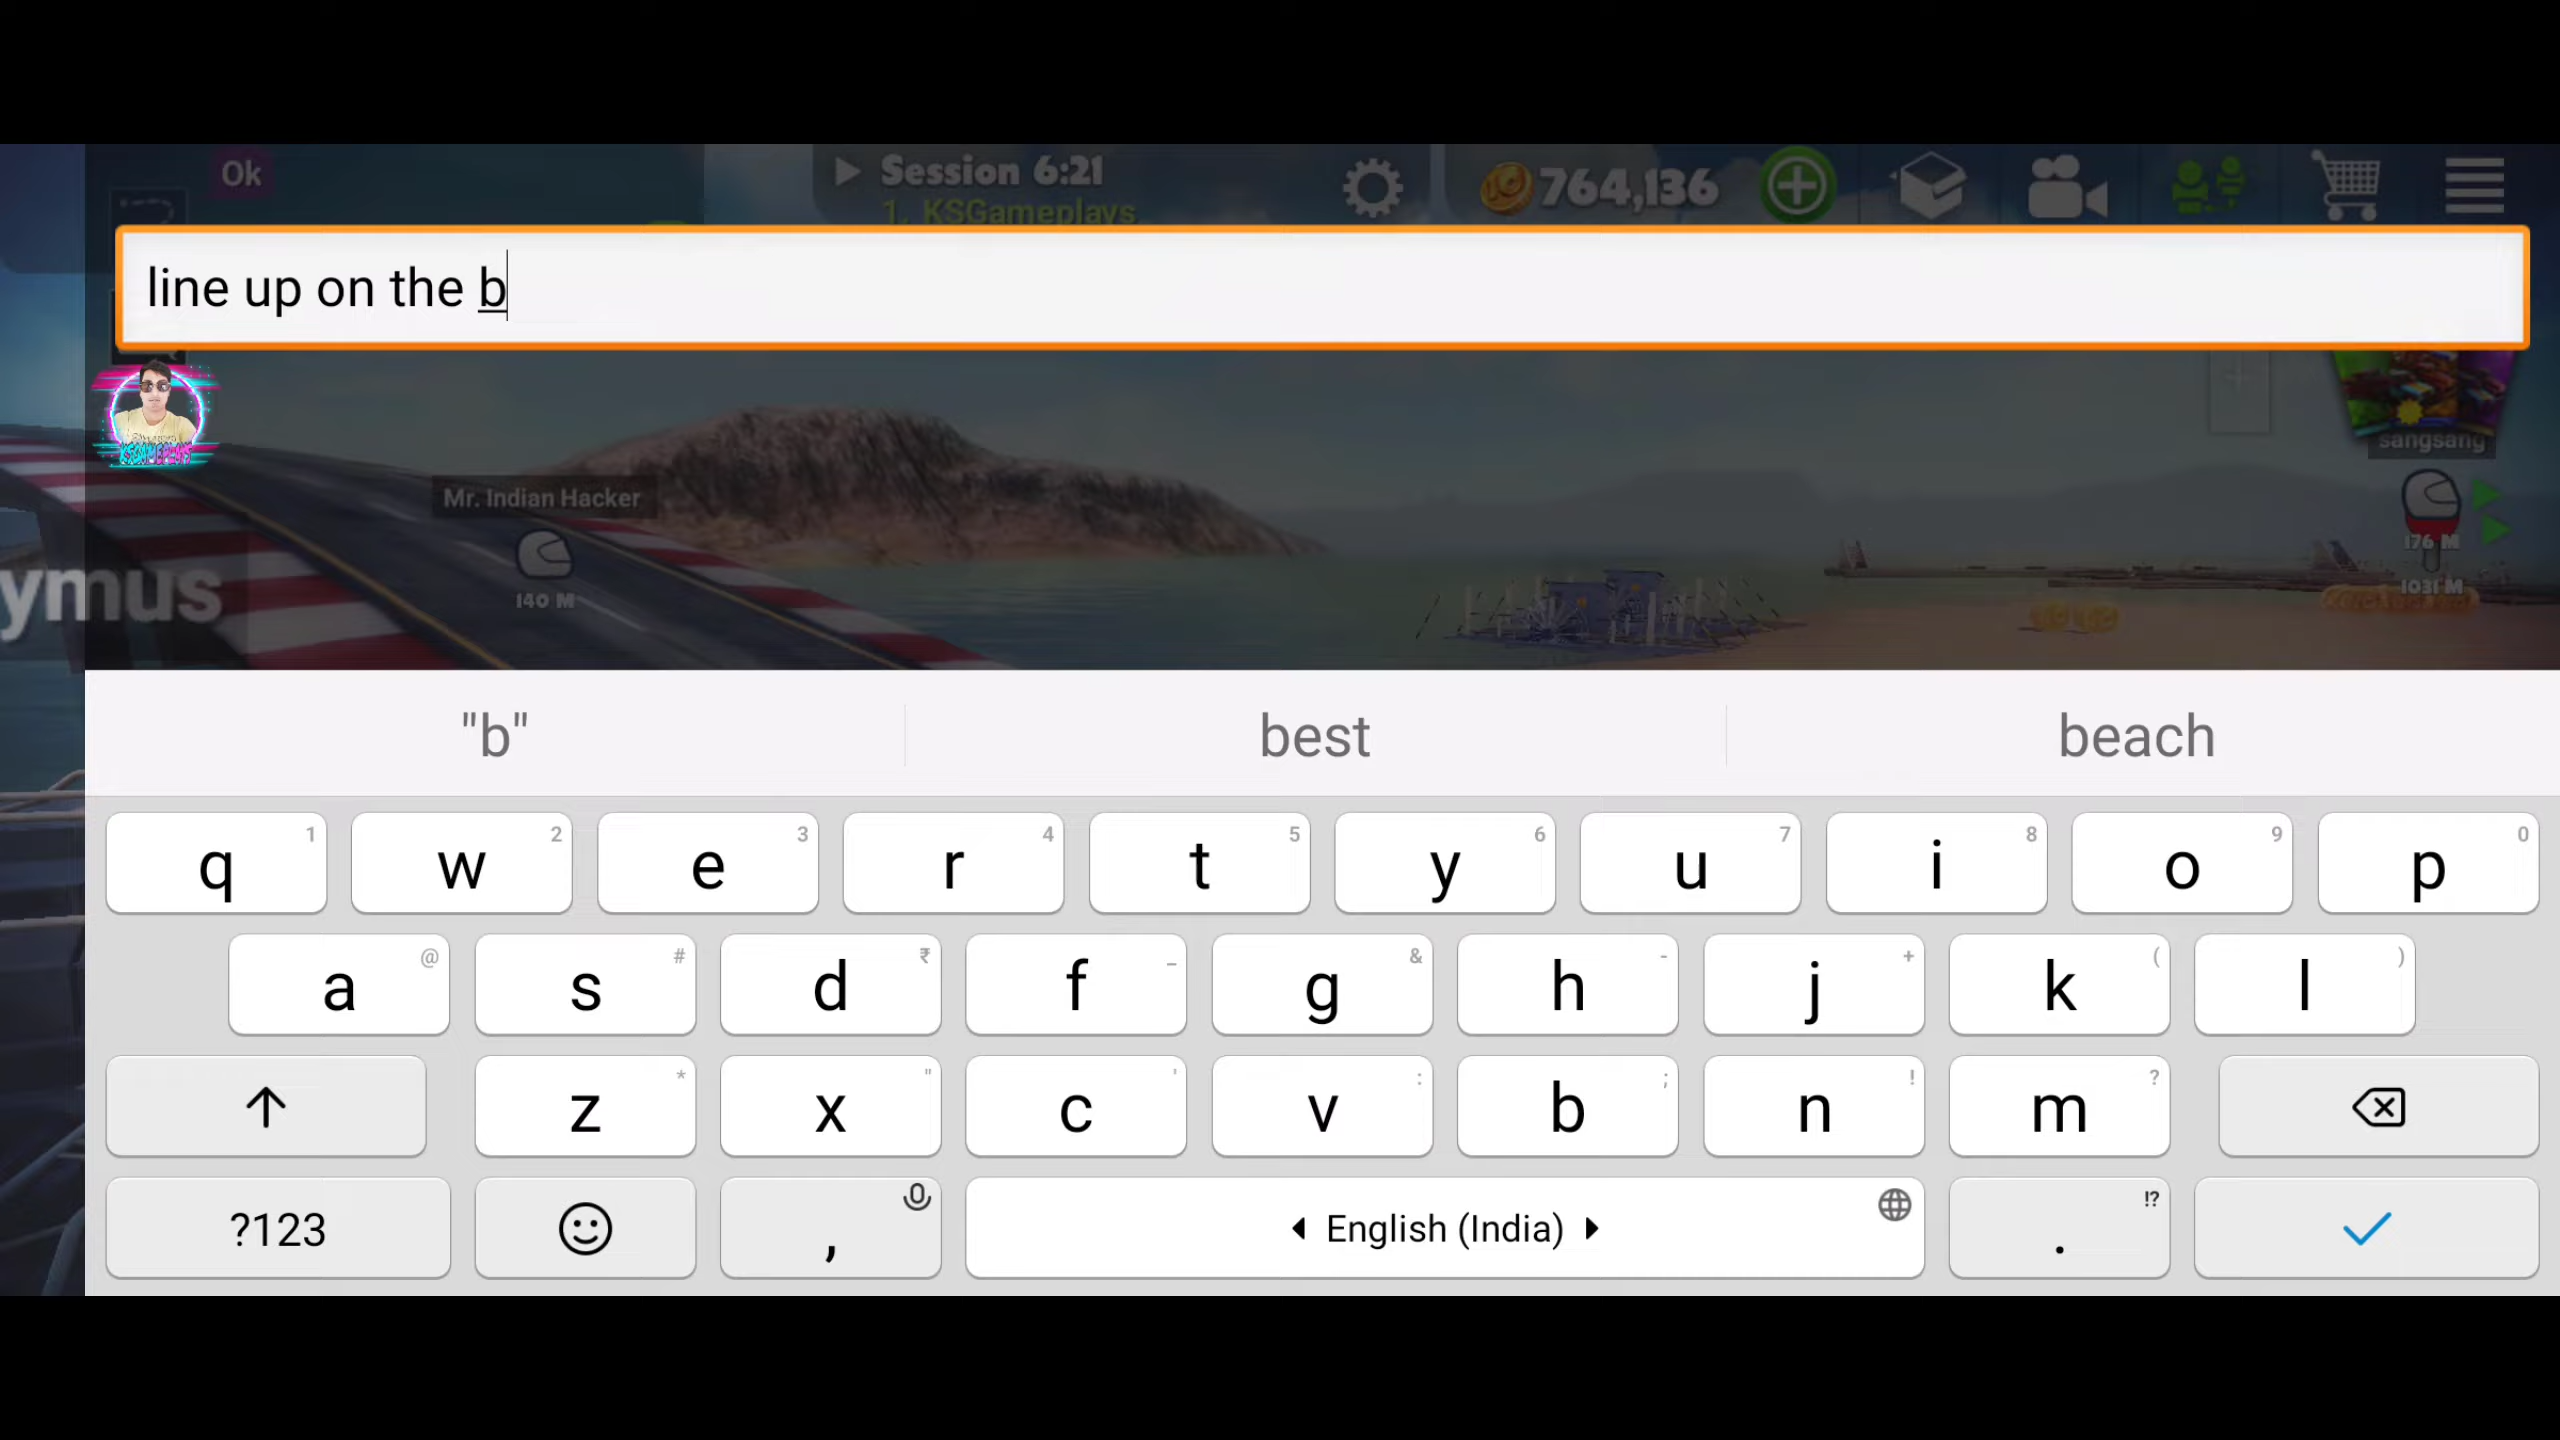 Ok
Session 6:21
1. KSGameplays
764,136
line up on the b
KSGAMEPLAYS
sangsang
Mr. Indian Hacker
176 M
140 M
1031 M
ymus
"b" best beach
q 1 w 2 e 3 r 4 t 5 y 6 u 7 i 8 o 9 p 0
a @ s # d ₹ f _ g & h - j + k ( l )
z * x " c ' v : b ; n ! m ?
?123 , English (India) . !?